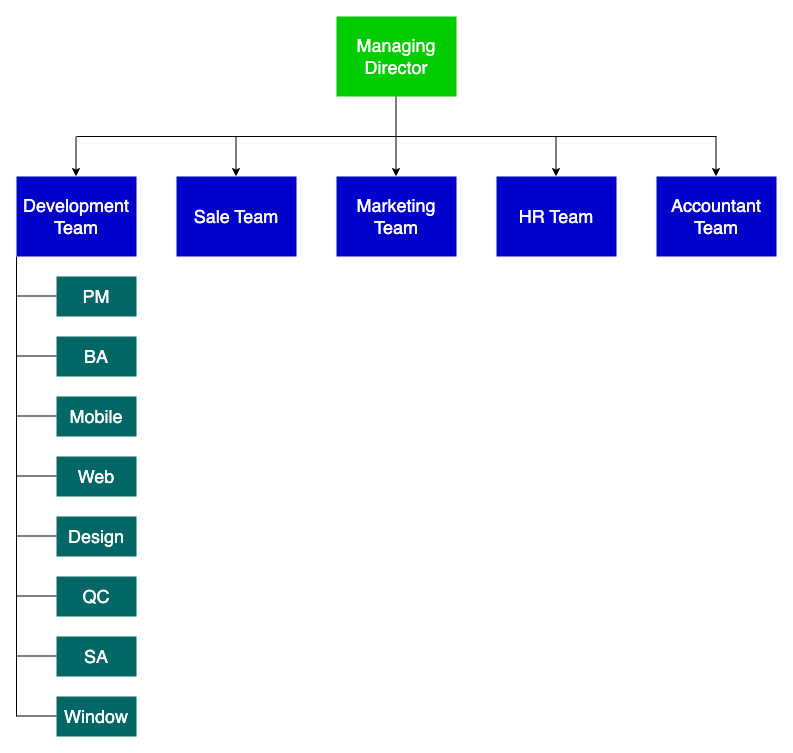 Managing
Director
Development
Team
Sale Team
Marketing
Team
HR Team
Accountant
Team
PM
BA
Mobile
Web
Design
QC
SA
Window